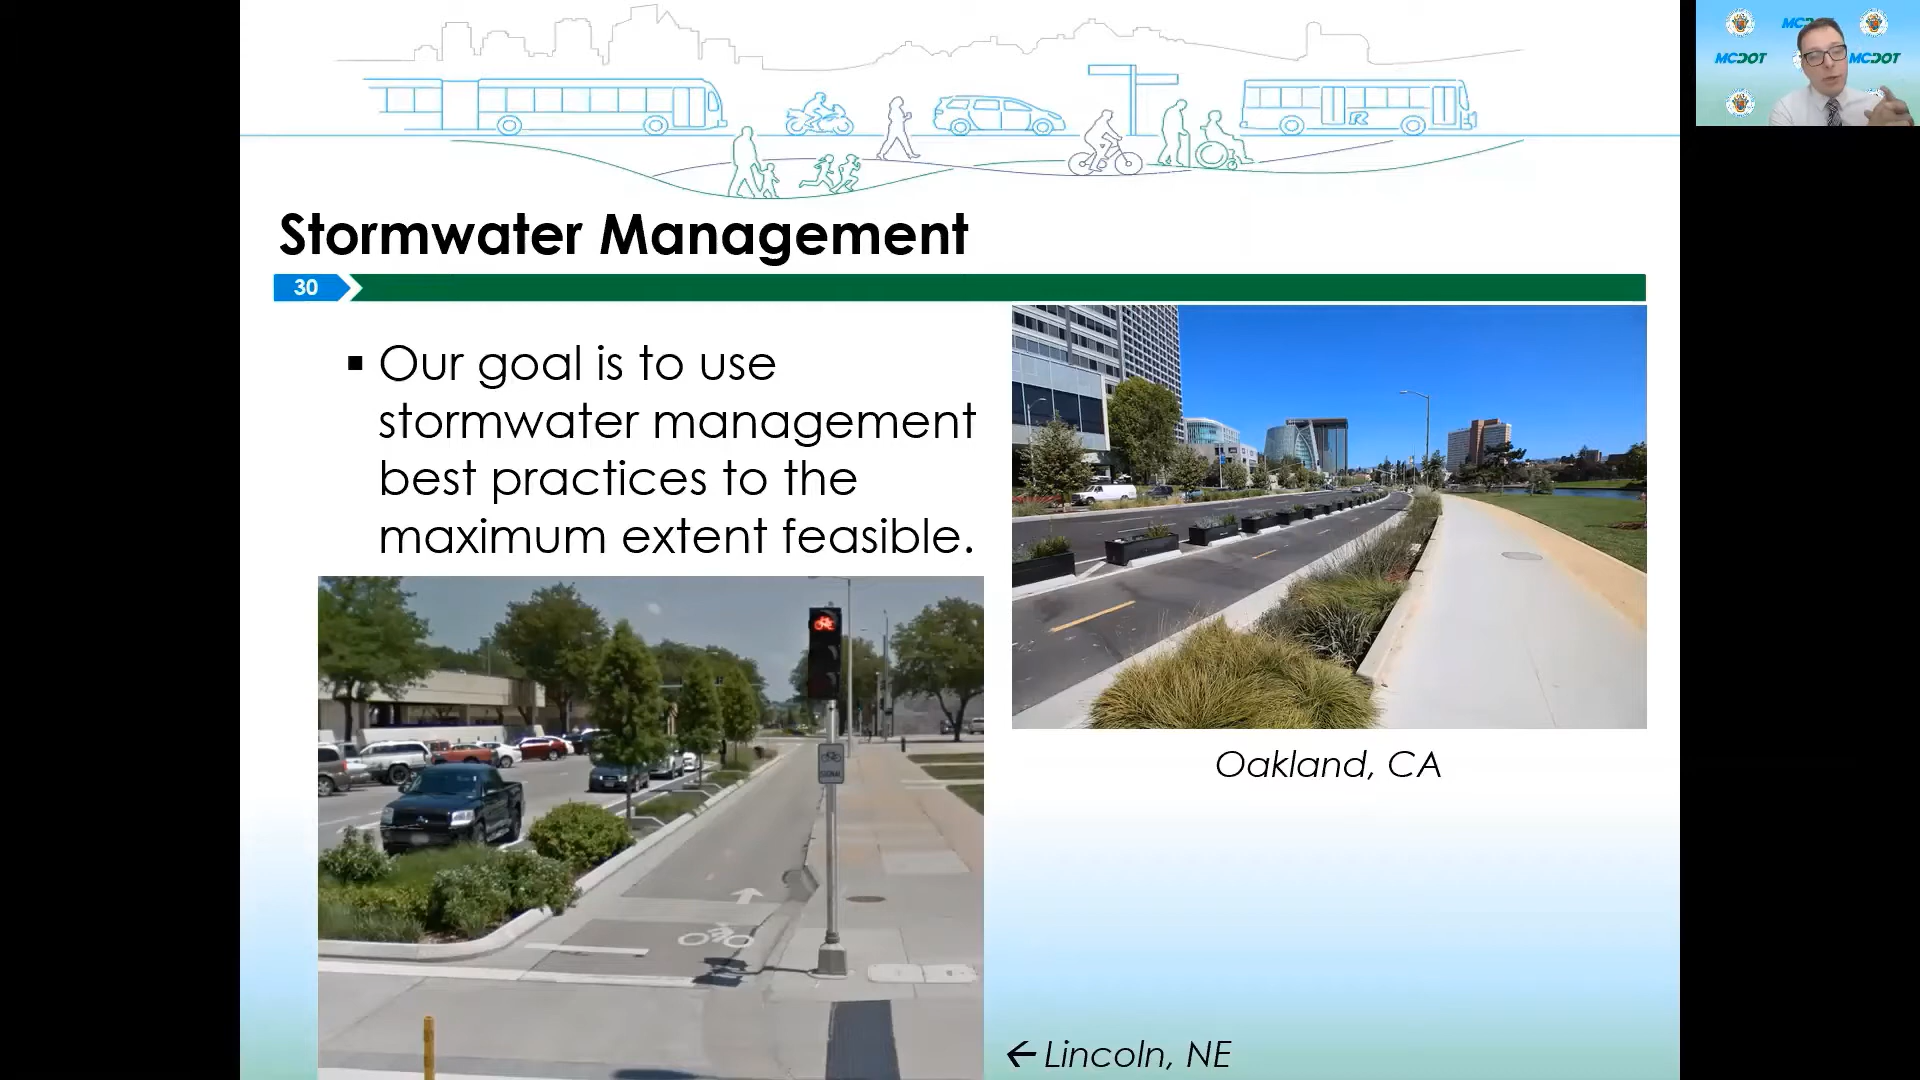 Stormwater Management
30
▪ Our goal is to use
stormwater management
best practices to the
maximum extent feasible.
Oakland, CA
← Lincoln, NE
SIGNAL
R
MCDOT
MCDOT